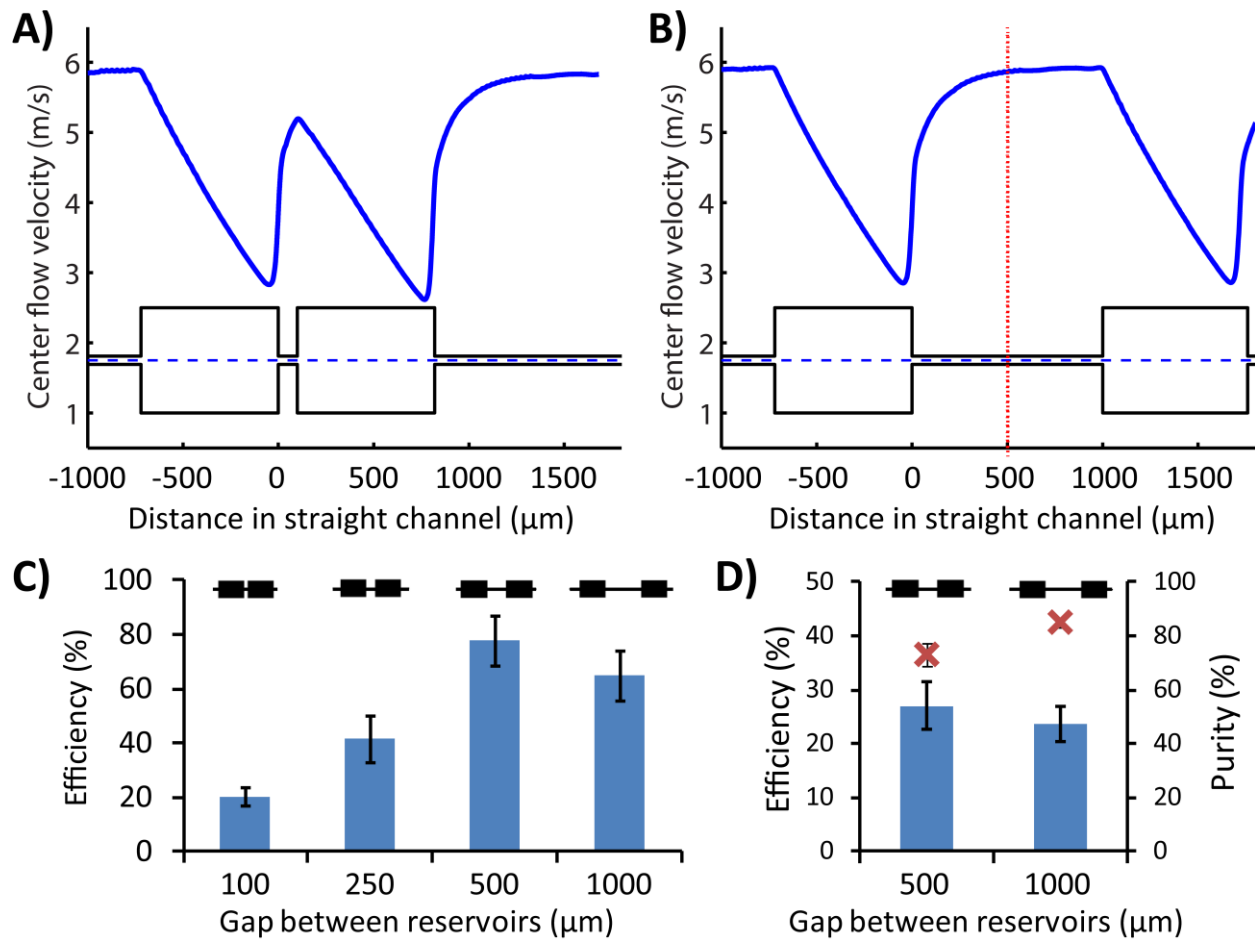 A)
B)
Center flow velocity (m/s)
6
5
4
3
2
1
-1000 -500 0 500 1000 1500
Distance in straight channel (µm)
Center flow velocity (m/s)
6
5
4
3
2
1
-1000 -500 0 500 1000 1500
Distance in straight channel (µm)
C)
Efficiency (%)
100
80
60
40
20
0
100 250 500 1000
Gap between reservoirs (µm)
D)
Efficiency (%)
50
40
30
20
10
0
100
80
60
40
20
0
Purity (%)
500 1000
Gap between reservoirs (µm)